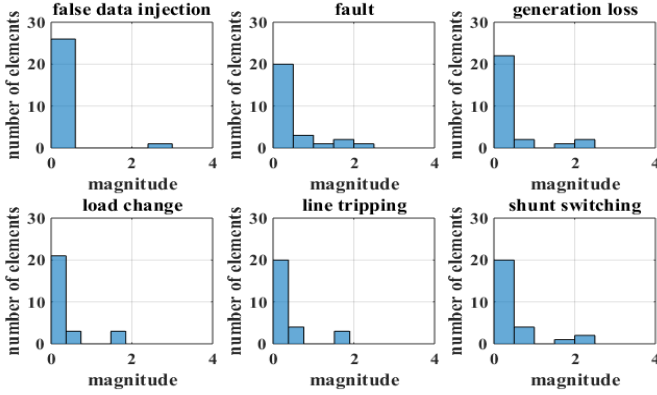 false data injection
fault
generation loss
30
20
10
0
number of elements
0 2 4
magnitude
30
20
10
0
number of elements
0 2 4
magnitude
30
20
10
0
number of elements
0 2 4
magnitude
load change
line tripping
shunt switching
30
20
10
0
number of elements
0 2 4
magnitude
30
20
10
0
number of elements
0 2 4
magnitude
30
20
10
0
number of elements
0 2 4
magnitude